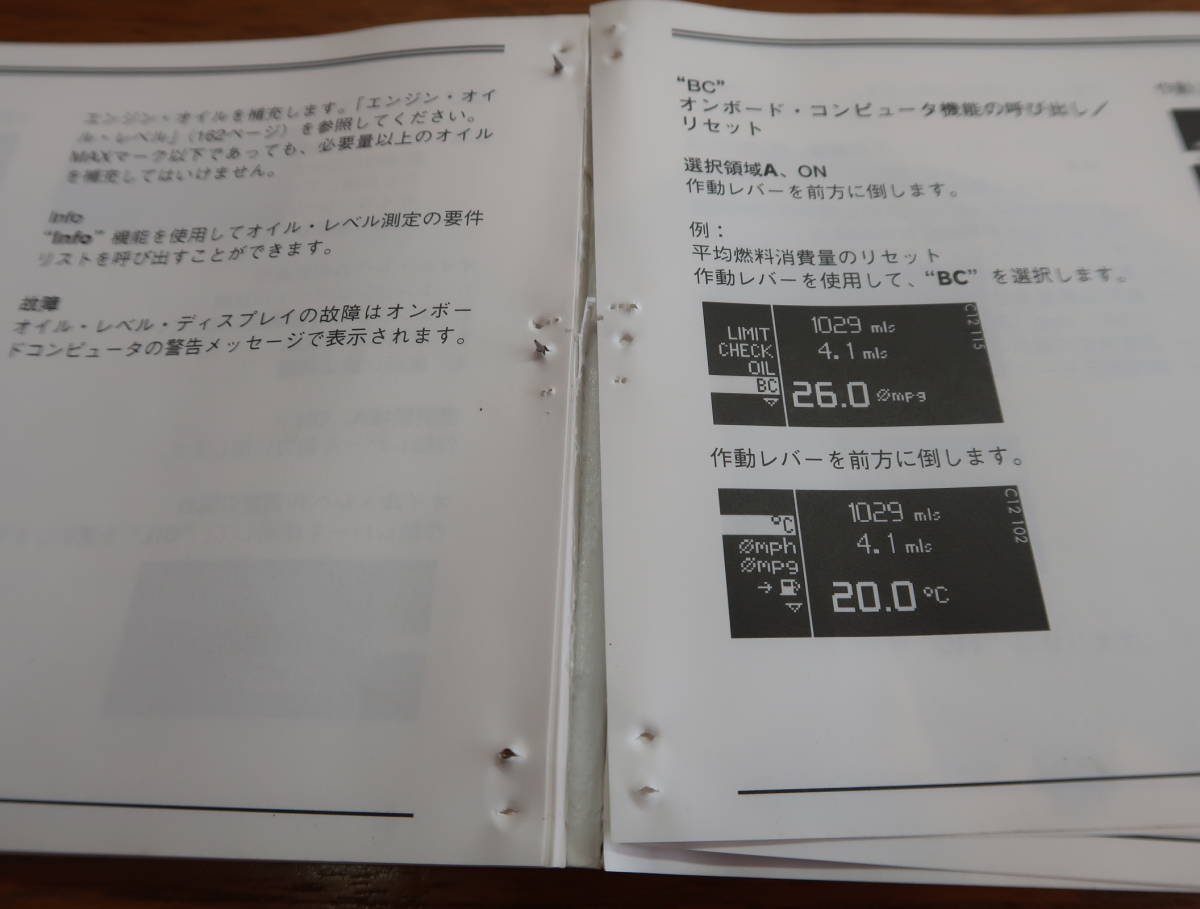 エンジン・オイルを補充します。「エンジン・オイ
ル・レベル」(162ページ)を参照してください。
MAXマーク以下であっても、必要量以上のオイル
を補充してはいけません。
Info
“Info” 機能を使用してオイル・レベル測定の要件
リストを呼び出すことができます。
故障
オイル・レベル・ディスプレイの故障はオンボー
ドコンピュータの警告メッセージで表示されます。
“BC”
オンボード・コンピュータ機能の呼び出し/
リセット
選択領域A、ON
作動レバーを前方に倒します。
例:
平均燃料消費量のリセット
作動レバーを使用して、“BC” を選択します。
LIMIT
CHECK
OIL
BC
1029 mls
4.1 mls
26.0 Ømpg
C12 115
作動レバーを前方に倒します。
°C
Ømph
Ømpg
→
1029 mls
4.1 mls
20.0 °C
C12 102